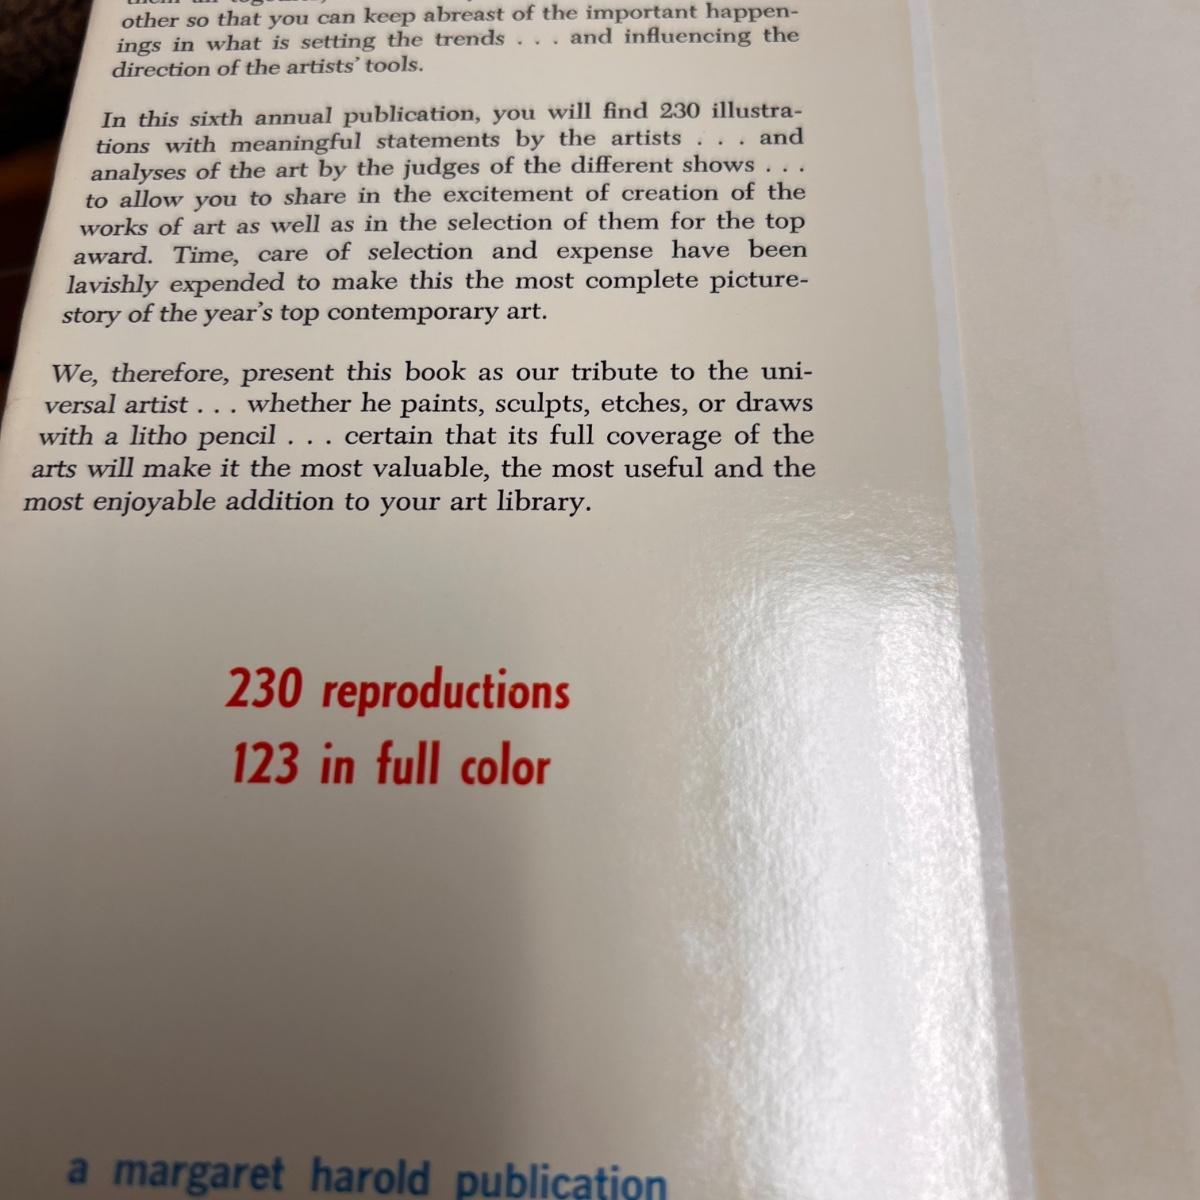 other so that you can keep abreast of the important happen-
ings in what is setting the trends . . . and influencing the
direction of the artists' tools.
In this sixth annual publication, you will find 230 illustra-
tions with meaningful statements by the artists . . . and
analyses of the art by the judges of the different shows . . .
to allow you to share in the excitement of creation of the
works of art as well as in the selection of them for the top
award. Time, care of selection and expense have been
lavishly expended to make this the most complete picture-
story of the year's top contemporary art.
We, therefore, present this book as our tribute to the uni-
versal artist . . . whether he paints, sculpts, etches, or draws
with a litho pencil . . . certain that its full coverage of the
arts will make it the most valuable, the most useful and the
most enjoyable addition to your art library.
230 reproductions
123 in full color
a margaret harold publication